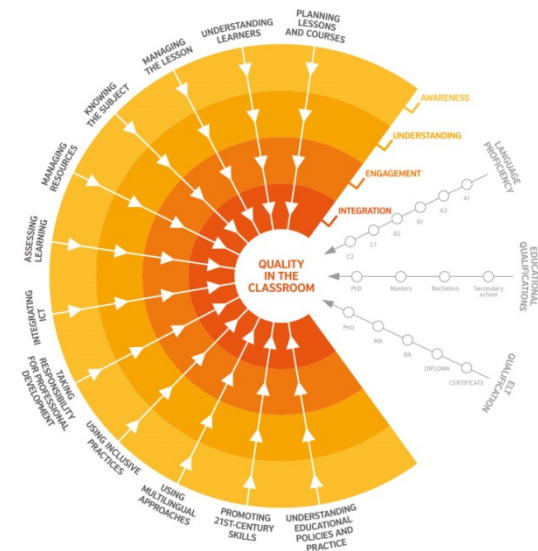 PLANNING
LESSONS
AND COURSES
UNDERSTANDING
LEARNERS
MANAGING
THE LESSON
KNOWING
THE SUBJECT
MANAGING
RESOURCES
ASSESSING
LEARNING
INTEGRATING
ICT
TAKING
RESPONSIBILITY
FOR PROFESSIONAL
DEVELOPMENT
USING INCLUSIVE
PRACTICES
USING
MULTILINGUAL
APPROACHES
PROMOTING
21ST-CENTURY
SKILLS
UNDERSTANDING
EDUCATIONAL
POLICIES AND
PRACTICE
AWARENESS
UNDERSTANDING
ENGAGEMENT
INTEGRATION
QUALITY
IN THE
CLASSROOM
LANGUAGE
PROFICIENCY
C2
C1
B2
B1
A2
A1
EDUCATIONAL
QUALIFICATIONS
PhD
Masters
Bachelors
Secondary
school
ELT
QUALIFICATION
PhD
MA
BA
DIPLOMA
CERTIFICATE